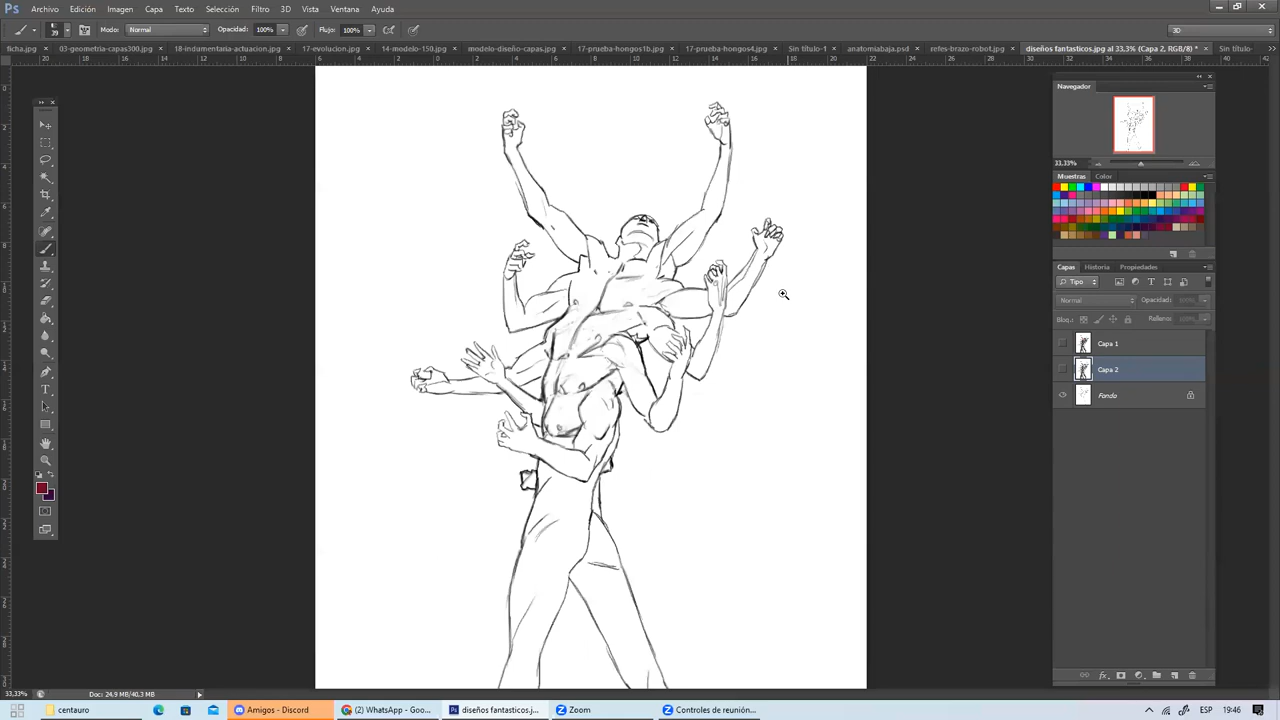 Ps Archivo Edición Imagen Capa Texto Selección Filtro 3D Vista Ventana Ayuda
39 Modo: Normal Opacidad: 100% Flujo: 100% 3D
ficha.jpg × 03-geometria-capas300.jpg × 18-indumentaria-actuacion.jpg × 17-evolucion.jpg × 14-modelo-150.jpg × modelo-diseño-capas.jpg × 17-prueba-hongos1b.jpg × 17-prueba-hongos4.jpg × Sin título-1 × anatomiabaja.psd × refes-brazo-robot.jpg × diseños fantasticos.jpg al 33,3% (Capa 2, RGB/8) * × Sin título
Navegador
33.33%
Muestras Color
Capas Historia Propiedades
Tipo
Normal Opacidad:
Bloq.: Relleno:
Capa 1
Capa 2
Fondo
33,33% Doc: 24.9 MB/40.3 MB
centauro Amigos - Discord (2) WhatsApp - Goo... diseños fantasticos.j... Zoom Controles de reunión... ESP 19:46